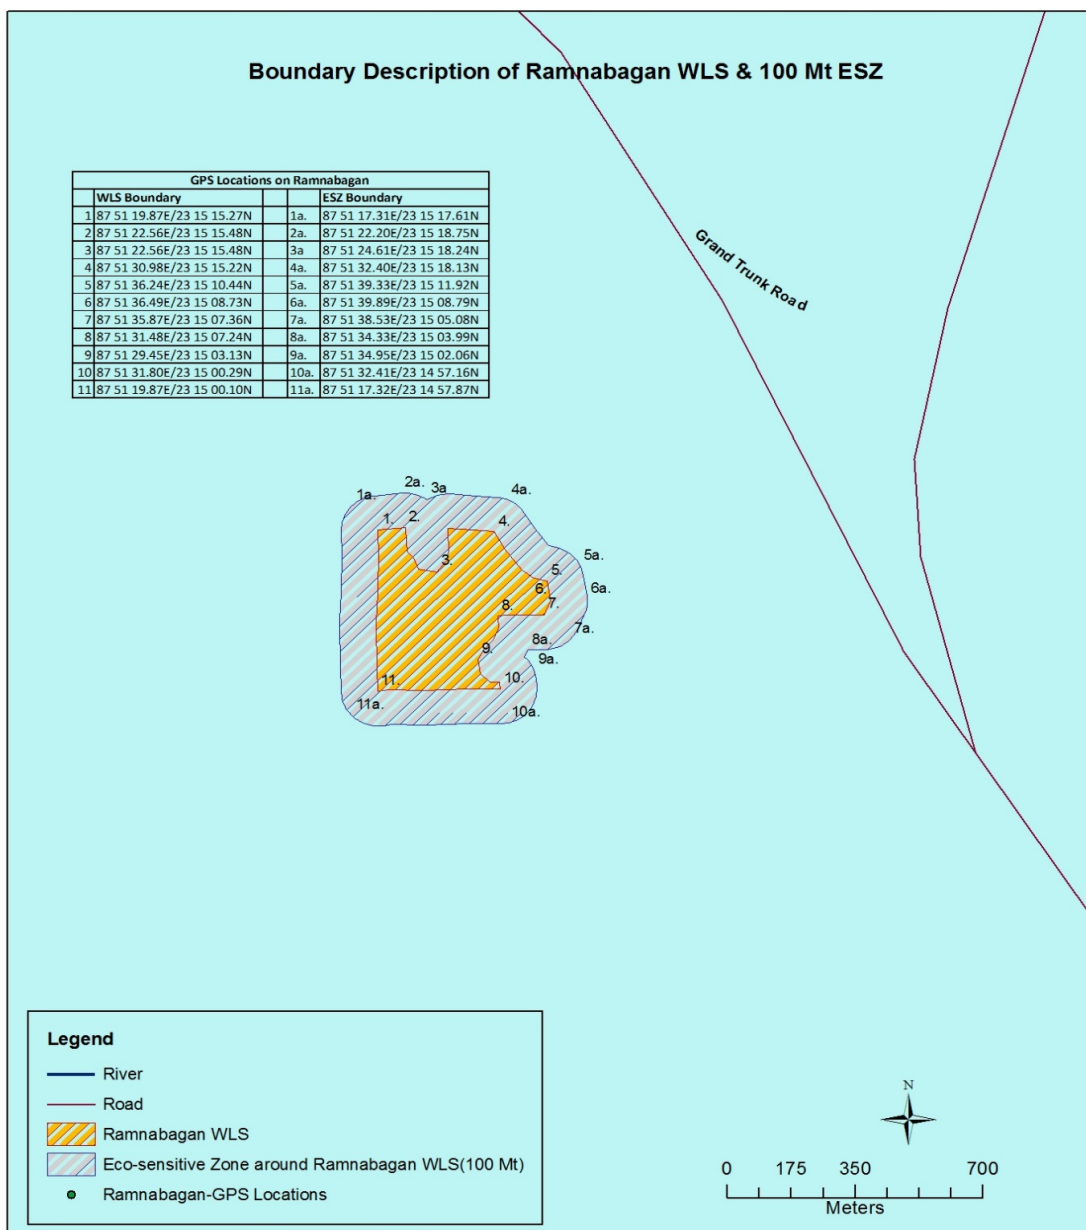 Boundary Description of Ramnabagan WLS & 100 Mt ESZ
GPS Locations on Ramnabagan
WLS Boundary ESZ Boundary
1 87 51 19.87E/23 15 15.27N 1a. 87 51 17.31E/23 15 17.61N
2 87 51 22.56E/23 15 15.48N 2a. 87 51 22.20E/23 15 18.75N
3 87 51 22.56E/23 15 15.48N 3a 87 51 24.61E/23 15 18.24N
4 87 51 30.98E/23 15 15.22N 4a. 87 51 32.40E/23 15 18.13N
5 87 51 36.24E/23 15 10.44N 5a. 87 51 39.33E/23 15 11.92N
6 87 51 36.49E/23 15 08.73N 6a. 87 51 39.89E/23 15 08.79N
7 87 51 35.87E/23 15 07.36N 7a. 87 51 38.53E/23 15 05.08N
8 87 51 31.48E/23 15 07.24N 8a. 87 51 34.33E/23 15 03.99N
9 87 51 29.45E/23 15 03.13N 9a. 87 51 34.95E/23 15 02.06N
10 87 51 31.80E/23 15 00.29N 10a. 87 51 32.41E/23 14 57.16N
11 87 51 19.87E/23 15 00.10N 11a. 87 51 17.32E/23 14 57.87N
Grand Trunk Road
1a.
2a.
3a
4a.
1.
2.
4.
3.
5a.
5.
6.
6a.
7.
8.
7a.
8a.
9.
9a.
10.
11.
11a.
10a.
Legend
River
Road
Ramnabagan WLS
Eco-sensitive Zone around Ramnabagan WLS(100 Mt)
Ramnabagan-GPS Locations
N
0 175 350 700
Meters